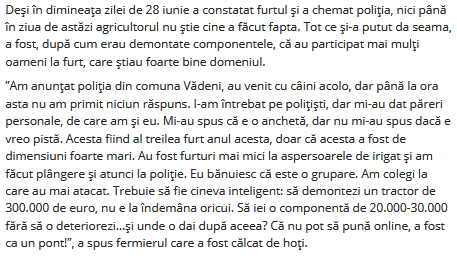 Deși în dimineața zilei de 28 iunie a constatat furtul și a chemat poliția, nici până
în ziua de astăzi agricultorul nu știe cine a făcut fapta. Tot ce și-a putut da seama,
a fost, după cum erau demontate componentele, că au participat mai mulți
oameni la furt, care știau foarte bine domeniul.
”Am anunțat poliția din comuna Vădeni, au venit cu câini acolo, dar până la ora
asta nu am primit niciun răspuns. I-am întrebat pe polițiști, dar mi-au dat păreri
personale, de care am și eu. Mi-au spus că e o anchetă, dar nu mi-au spus dacă e
vreo pistă. Acesta fiind al treilea furt anul acesta, doar că acesta a fost de
dimensiuni foarte mari. Au fost furturi mai mici la aspersoarele de irigat și am
făcut plângere și atunci la poliție. Eu bănuiesc că este o grupare. Am colegi la
care au mai atacat. Trebuie să fie cineva inteligent: să demontezi un tractor de
300.000 de euro, nu e la îndemâna oricui. Să iei o componentă de 20.000-30.000
fără să o deteriorezi...și unde o dai după aceea? Că nu pot să pună online, a fost
ca un pont!”, a spus fermierul care a fost călcat de hoți.